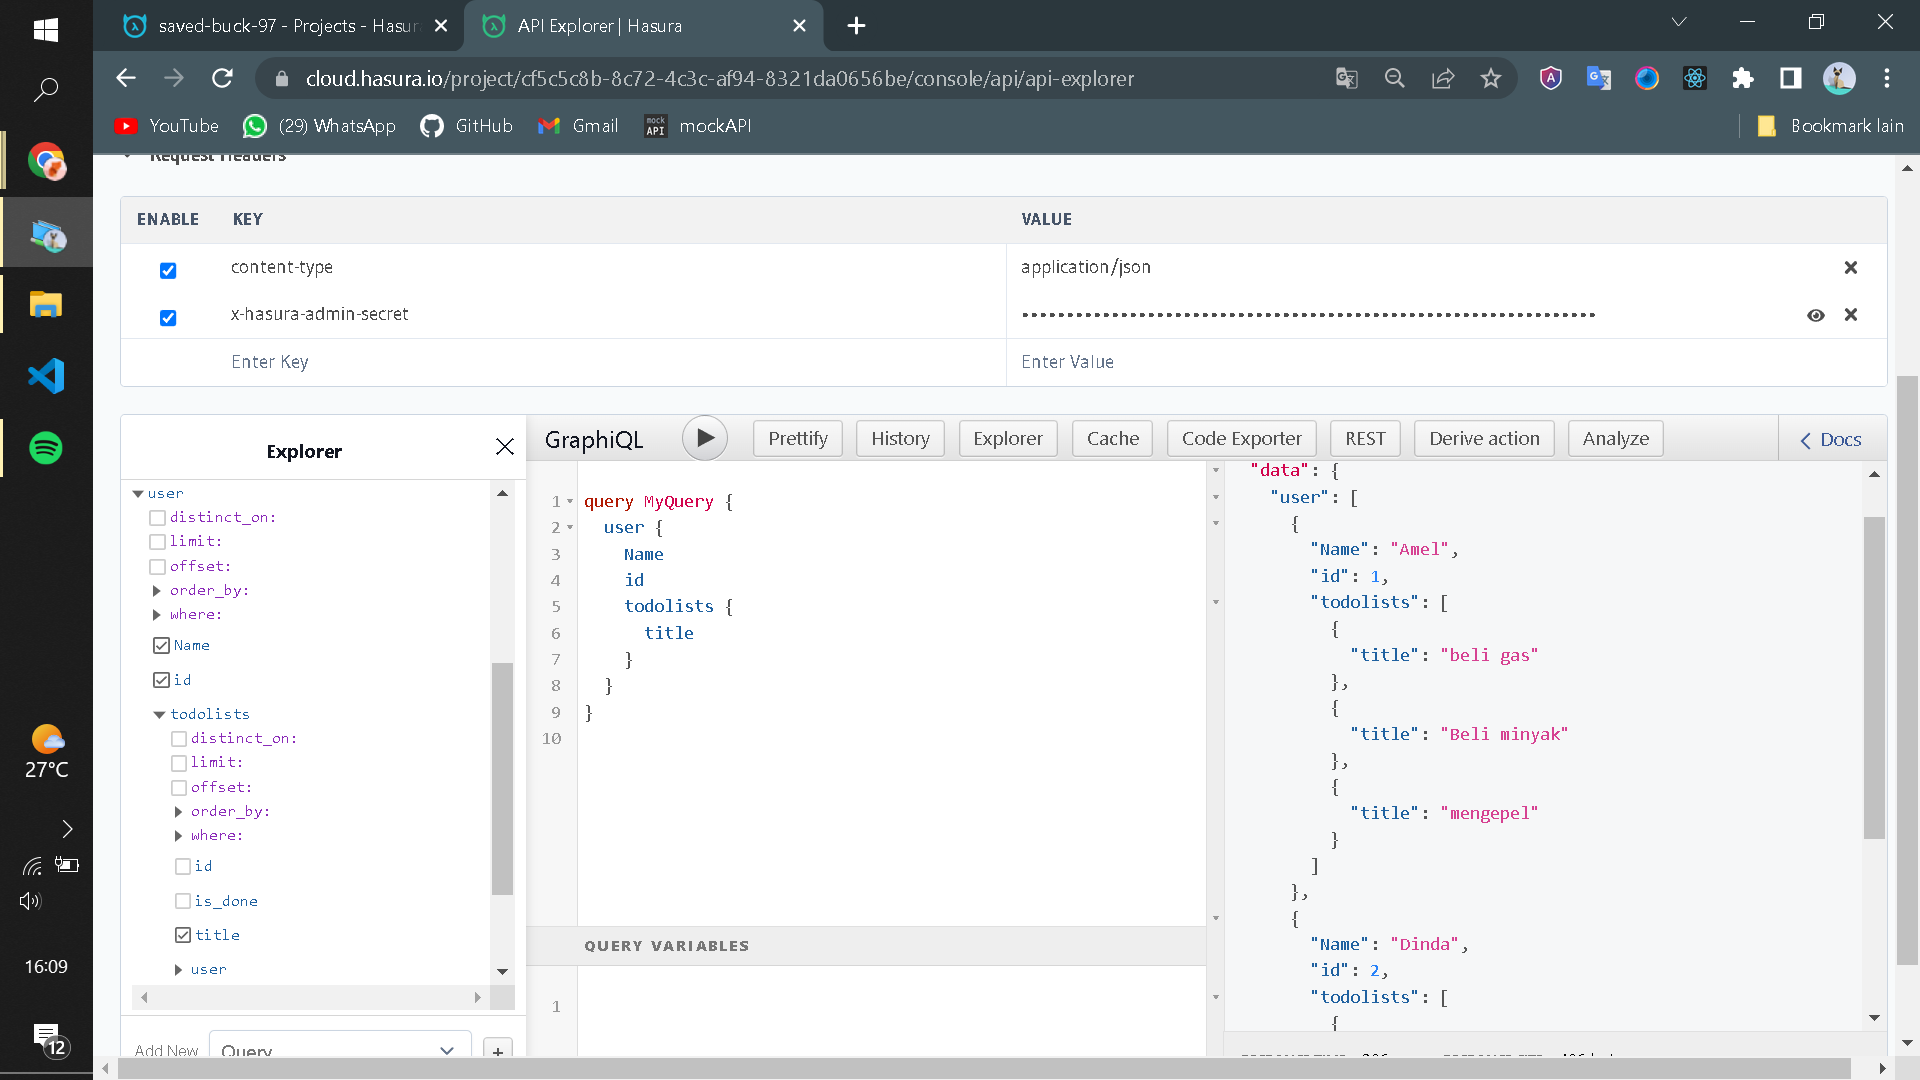 saved-buck-97 - Projects - Hasur
API Explorer | Hasura
cloud.hasura.io/project/cf5c5c8b-8c72-4c3c-af94-8321da0656be/console/api/api-explorer
YouTube
(29) WhatsApp
GitHub
Gmail
mock API
mockAPI
Bookmark lain
Request Headers
ENABLE KEY VALUE
content-type application/json
x-hasura-admin-secret ••••••••••••••••••••••••••••••••••••••••••••••••••••••••••••••••
Enter Key Enter Value
Explorer
GraphiQL
Prettify
History
Explorer
Cache
Code Exporter
REST
Derive action
Analyze
Docs
user
distinct_on:
limit:
offset:
order_by:
where:
Name
id
todolists
distinct_on:
limit:
offset:
order_by:
where:
id
is_done
title
user
Add New Query +
1 query MyQuery {
2 user {
3 Name
4 id
5 todolists {
6 title
7 }
8 }
9 }
10
QUERY VARIABLES
1
"data": {
"user": [
{
"Name": "Amel",
"id": 1,
"todolists": [
{
"title": "beli gas"
},
{
"title": "Beli minyak"
},
{
"title": "mengepel"
}
]
},
{
"Name": "Dinda",
"id": 2,
"todolists": [
{
27°C
16:09
12